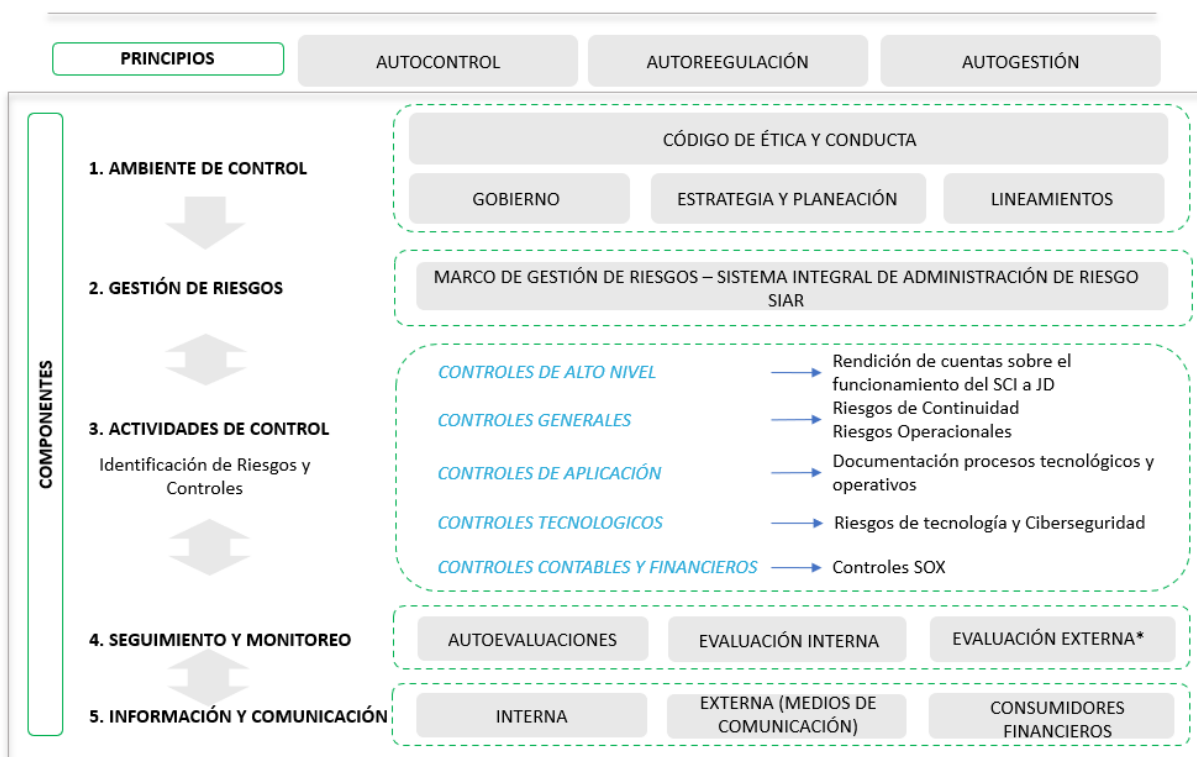 PRINCIPIOS
AUTOCONTROL
AUTOREEGULACIÓN
AUTOGESTIÓN
COMPONENTES
1. AMBIENTE DE CONTROL
CÓDIGO DE ÉTICA Y CONDUCTA
GOBIERNO
ESTRATEGIA Y PLANEACIÓN
LINEAMIENTOS
2. GESTIÓN DE RIESGOS
MARCO DE GESTIÓN DE RIESGOS – SISTEMA INTEGRAL DE ADMINISTRACIÓN DE RIESGO
SIAR
3. ACTIVIDADES DE CONTROL
Identificación de Riesgos y
Controles
CONTROLES DE ALTO NIVEL
Rendición de cuentas sobre el
funcionamiento del SCI a JD
CONTROLES GENERALES
Riesgos de Continuidad
Riesgos Operacionales
CONTROLES DE APLICACIÓN
Documentación procesos tecnológicos y
operativos
CONTROLES TECNOLOGICOS
Riesgos de tecnología y Ciberseguridad
CONTROLES CONTABLES Y FINANCIEROS
Controles SOX
4. SEGUIMIENTO Y MONITOREO
AUTOEVALUACIONES
EVALUACIÓN INTERNA
EVALUACIÓN EXTERNA*
5. INFORMACIÓN Y COMUNICACIÓN
INTERNA
EXTERNA (MEDIOS DE
COMUNICACIÓN)
CONSUMIDORES
FINANCIEROS